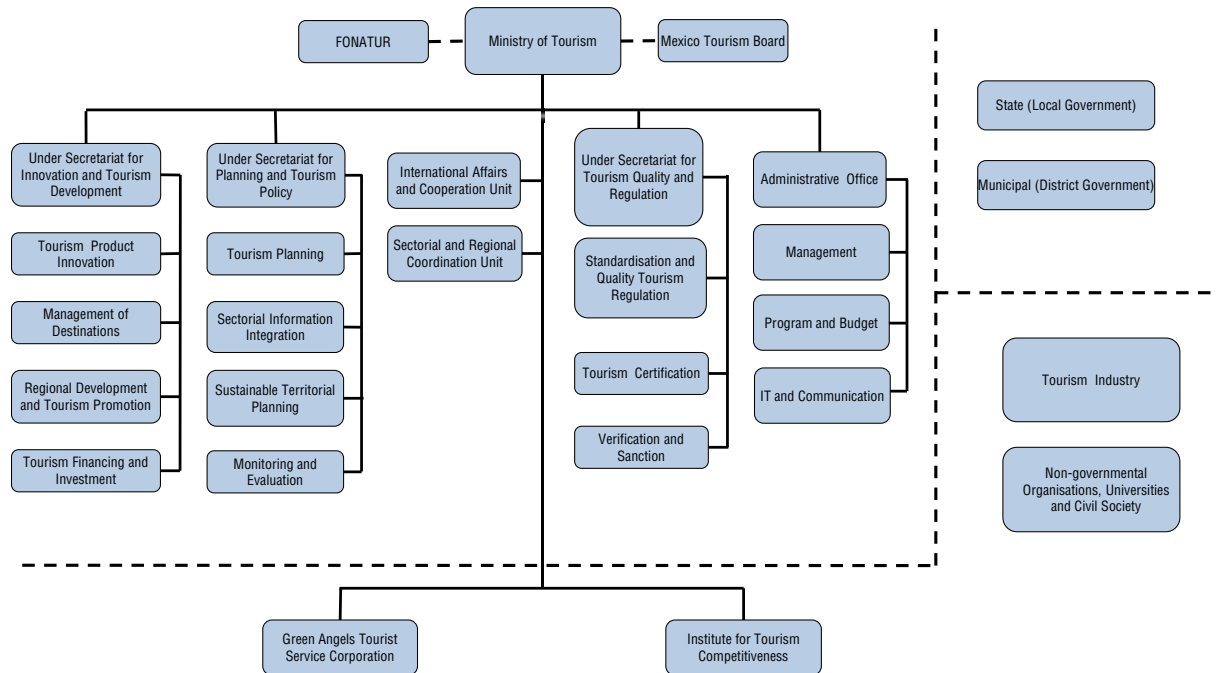 FONATUR
Ministry of Tourism
Mexico Tourism Board
State (Local Government)
Municipal (District Government)
Under Secretariat for
Innovation and Tourism
Development
Tourism Product
Innovation
Management of
Destinations
Regional Development
and Tourism Promotion
Tourism Financing and
Investment
Under Secretariat for
Planning and Tourism
Policy
Tourism Planning
Sectorial Information
Integration
Sustainable Territorial
Planning
Monitoring and
Evaluation
International Affairs
and Cooperation Unit
Sectorial and Regional
Coordination Unit
Under Secretariat for
Tourism Quality and
Regulation
Standardisation and
Quality Tourism
Regulation
Tourism Certification
Verification and
Sanction
Administrative Office
Management
Program and Budget
IT and Communication
Tourism Industry
Non-governmental
Organisations, Universities
and Civil Society
Green Angels Tourist
Service Corporation
Institute for Tourism
Competitiveness